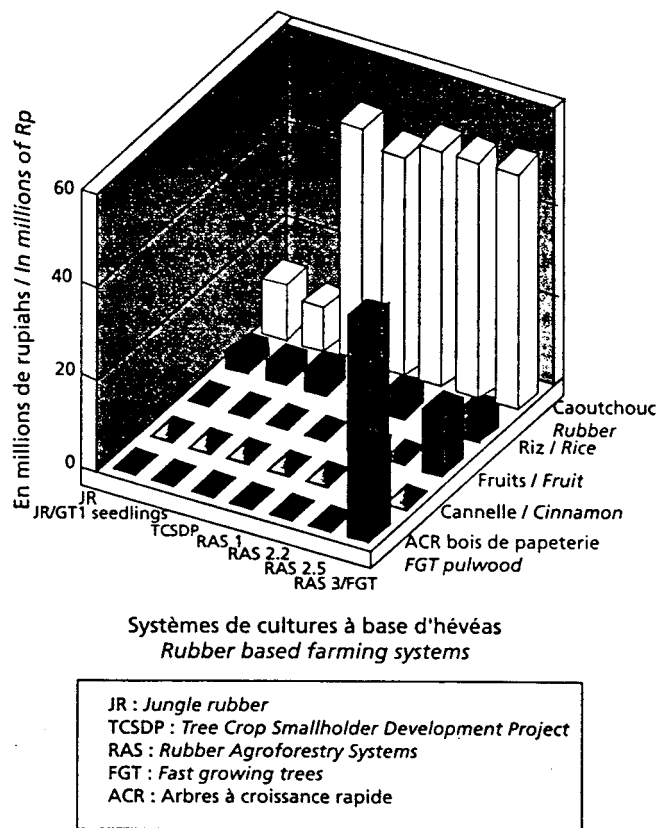 En millions de rupiahs / In millions of Rp
60
40
20
0
Caoutchouc
Rubber
Riz / Rice
Fruits / Fruit
Cannelle / Cinnamon
ACR bois de papeterie
FGT pulwood
JR
JR/GT1 seedlings
TCSDP
RAS 1
RAS 2.2
RAS 2.5
RAS 3/FGT
Systèmes de cultures à base d'hévéas
Rubber based farming systems
JR : Jungle rubber
TCSDP : Tree Crop Smallholder Development Project
RAS : Rubber Agroforestry Systems
FGT : Fast growing trees
ACR : Arbres à croissance rapide